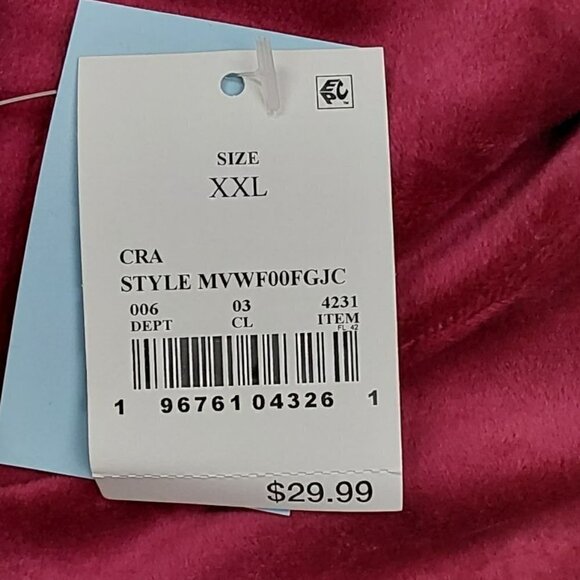 EPC
SIZE
XXL
CRA
STYLE MVWF00FGJC
006 03 4231
DEPT CL ITEM
FL 42
1 96761 04326 1
$29.99